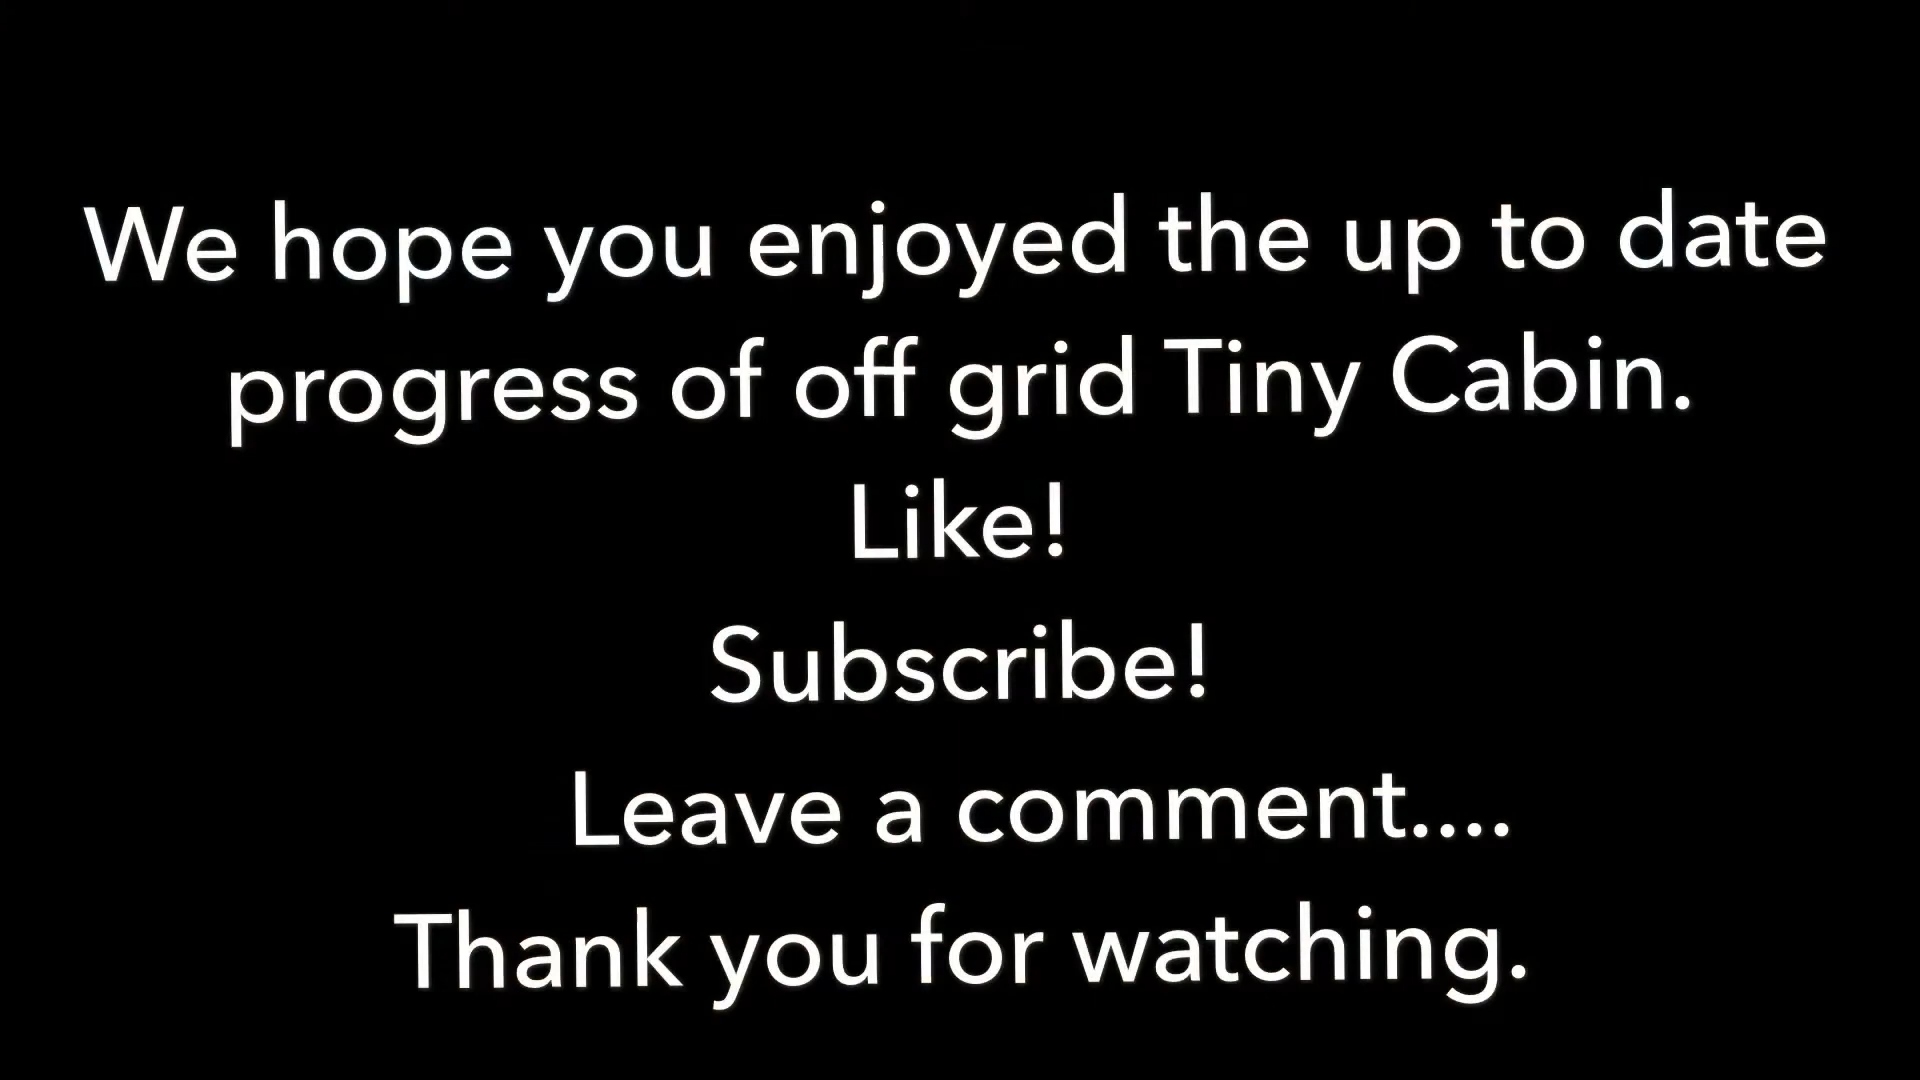 We hope you enjoyed the up to date
progress of off grid Tiny Cabin.
Like!
Subscribe!
Leave a comment....
Thank you for watching.